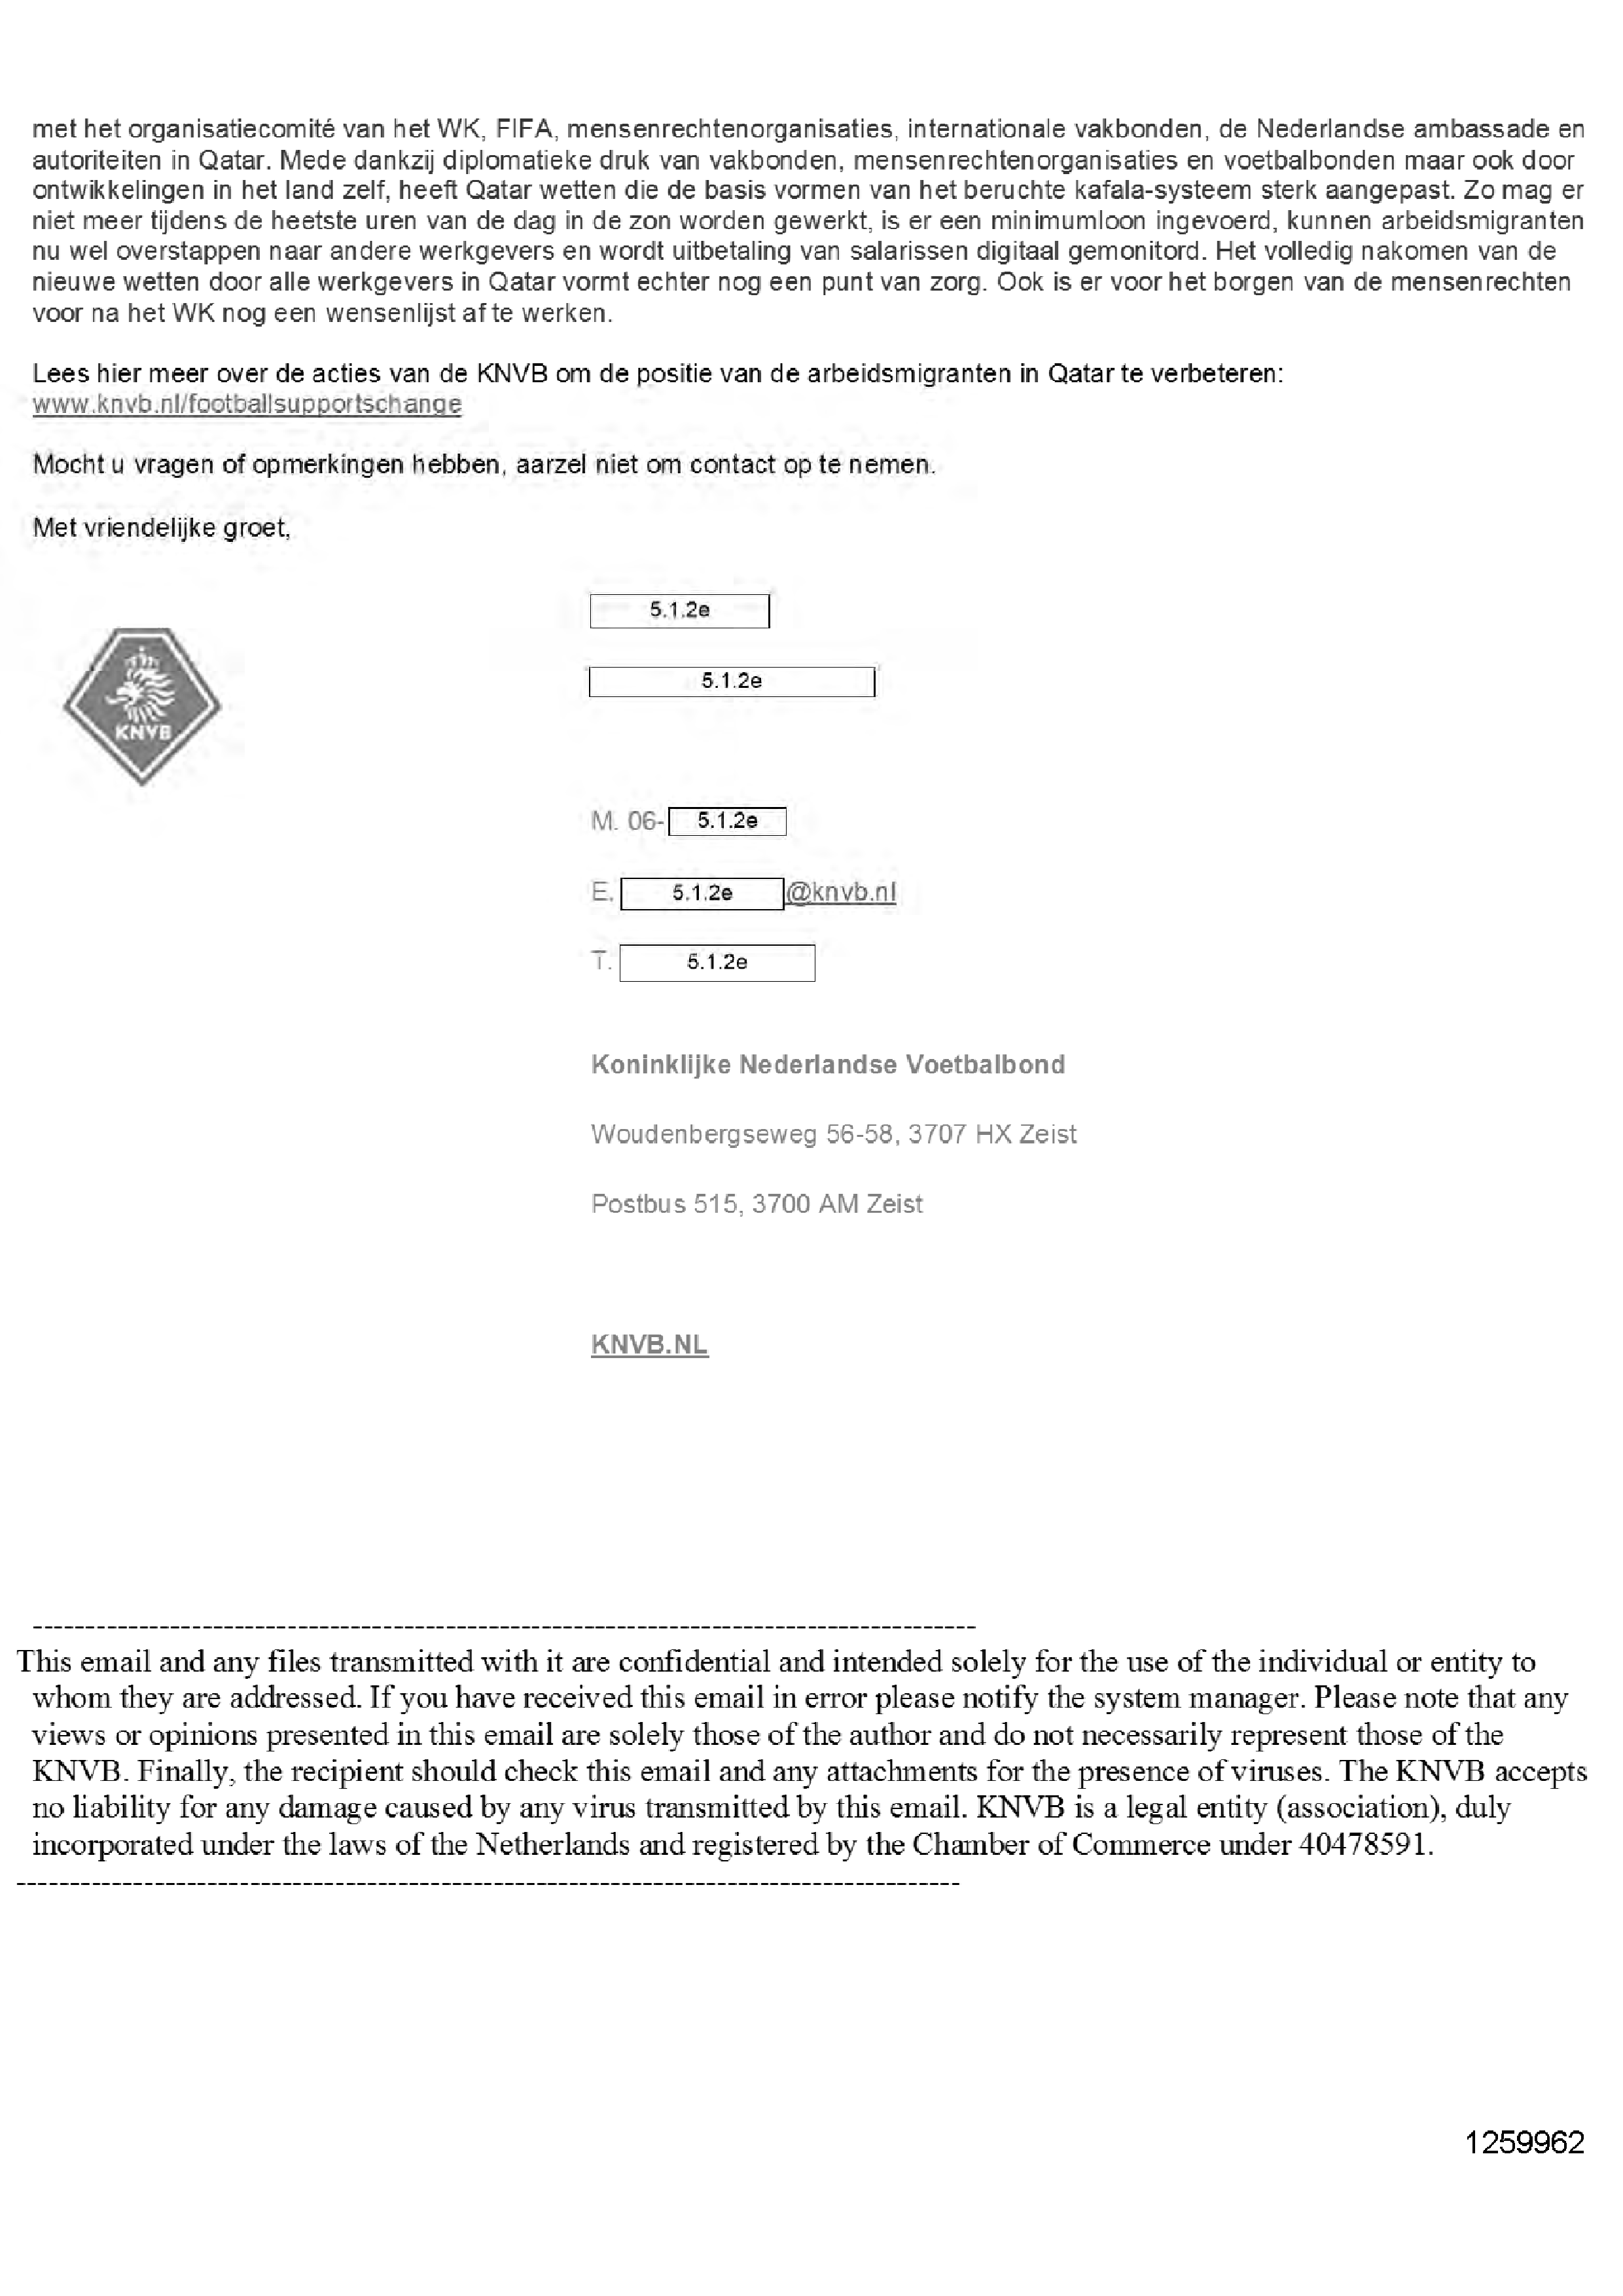 met het organisatiecomité van het WK, FIFA, mensenrechtenorganisaties, internationale vakbonden, de Nederlandse ambassade en
autoriteiten in Qatar. Mede dankzij diplomatieke druk van vakbonden, mensenrechtenorganisaties en voetbalbonden maar ook door
ontwikkelingen in het land zelf, heeft Qatar wetten die de basis vormen van het beruchte kafala-systeem sterk aangepast. Zo mag er
niet meer tijdens de heetste uren van de dag in de zon worden gewerkt, is er een minimumloon ingevoerd, kunnen arbeidsmigranten
nu wel overstappen naar andere werkgevers en wordt uitbetaling van salarissen digitaal gemonitord. Het volledig nakomen van de
nieuwe wetten door alle werkgevers in Qatar vormt echter nog een punt van zorg. Ook is er voor het borgen van de mensenrechten
voor na het WK nog een wensenlijst af te werken.
Lees hier meer over de acties van de KNVB om de positie van de arbeidsmigranten in Qatar te verbeteren:
www.knvb.nl/footballsupportschange
Mocht u vragen of opmerkingen hebben, aarzel niet om contact op te nemen.
Met vriendelijke groet,
5.1.2e
5.1.2e
KNVB
M. 06- 5.1.2e
E. 5.1.2e @knvb.nl
T. 5.1.2e
Koninklijke Nederlandse Voetbalbond
Woudenbergseweg 56-58, 3707 HX Zeist
Postbus 515, 3700 AM Zeist
KNVB.NL
-----------------------------------------------------------------------------------------
This email and any files transmitted with it are confidential and intended solely for the use of the individual or entity to
whom they are addressed. If you have received this email in error please notify the system manager. Please note that any
views or opinions presented in this email are solely those of the author and do not necessarily represent those of the
KNVB. Finally, the recipient should check this email and any attachments for the presence of viruses. The KNVB accepts
no liability for any damage caused by any virus transmitted by this email. KNVB is a legal entity (association), duly
incorporated under the laws of the Netherlands and registered by the Chamber of Commerce under 40478591.
-----------------------------------------------------------------------------------------
1259962